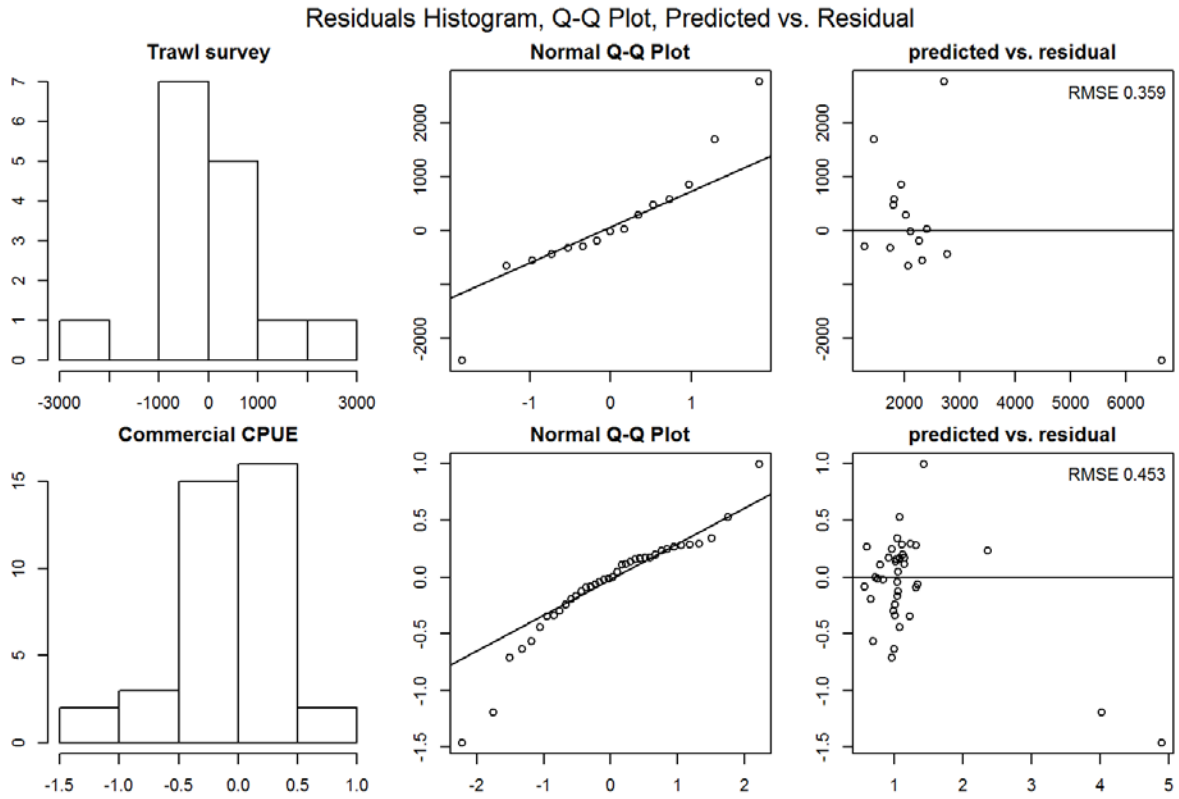 Residuals Histogram, Q-Q Plot, Predicted vs. Residual
Trawl survey
0 1 2 3 4 5 6 7
-3000 -1000 0 1000 3000
Normal Q-Q Plot
-2000 0 1000 2000
-1 0 1
predicted vs. residual
RMSE 0.359
-2000 0 1000 2000
2000 3000 4000 5000 6000
Commercial CPUE
0 5 10 15
-1.5 -1.0 -0.5 0.0 0.5 1.0
Normal Q-Q Plot
-1.5 -1.0 -0.5 0.0 0.5 1.0
-2 -1 0 1 2
predicted vs. residual
RMSE 0.453
-1.5 -1.0 -0.5 0.0 0.5 1.0
1 2 3 4 5